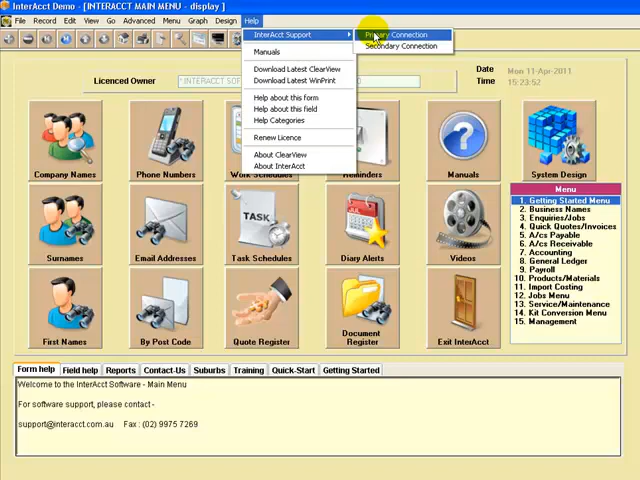 InterAcct Demo - [INTERACCT MAIN MENU - display ]
File Record Edit View Go Advanced Menu Graph Design Help
InterAcct Support
Manuals
Download Latest ClearView
Download Latest WinPrint
Help about this form
Help about this field
Help Categories
Renew Licence
About ClearView
About InterAcct
Primary Connection
Secondary Connection
Licenced Owner
Date Mon 11-Apr-2011
Time 15:23:52
Company Names
Phone Numbers
Work Schedules
Reminders
Manuals
System Design
Surnames
Email Addresses
TASK
Task Schedules
Diary Alerts
Videos
First Names
By Post Code
Quote Register
Document
Register
Exit InterAcct
Menu
1. Getting Started Menu
2. Business Names
3. Enquiries/Jobs
4. Quick Quotes/Invoices
5. A/cs Payable
6. A/cs Receivable
7. Accounting
8. General Ledger
9. Payroll
10. Products/Materials
11. Import Costing
12. Jobs Menu
13. Service/Maintenance
14. Kit Conversion Menu
15. Management
Form help Field help Reports Contact-Us Suburbs Training Quick-Start Getting Started
Welcome to the InterAcct Software - Main Menu
For software support, please contact -
support@interacct.com.au Fax : (02) 9975 7269